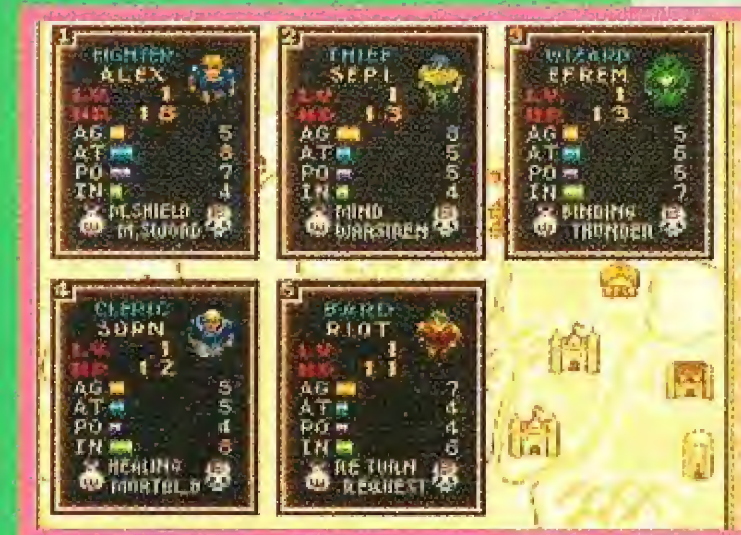 1
FIGHTER
ALEX
LV. 1
HP. 18
AG 5
AT 8
PO 7
IN 4
M.SHIELD
M.SWORD
2
THIEF
SEPI
LV. 1
HP. 13
AG 8
AT 5
PO 5
IN 4
MIND
WARSIREN
3
WIZARD
EFREM
LV. 1
HP. 13
AG 5
AT 6
PO 5
IN 7
BINDING
THUNDER
4
CLERIC
SORN
LV. 1
HP. 12
AG 5
AT 5
PO 4
IN 8
HEALING
5
BARD
RIOT
LV. 1
HP. 11
AG 7
AT 4
PO 4
IN 6
RETURN
REQUEST